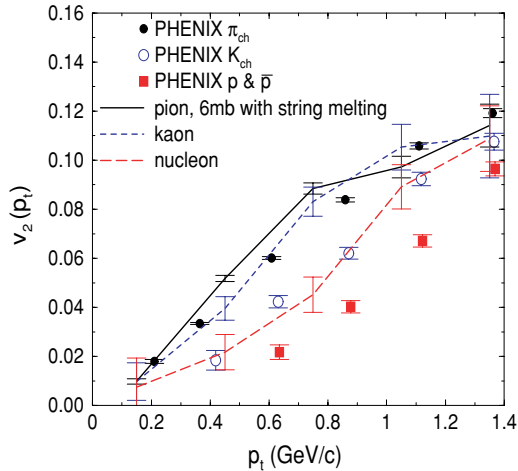 PHENIX π_ch
PHENIX K_ch
PHENIX p & p̄
pion, 6mb with string melting
kaon
nucleon
v₂(pₜ)
0.16
0.14
0.12
0.10
0.08
0.06
0.04
0.02
0.00
0 0.2 0.4 0.6 0.8 1 1.2 1.4
pₜ (GeV/c)